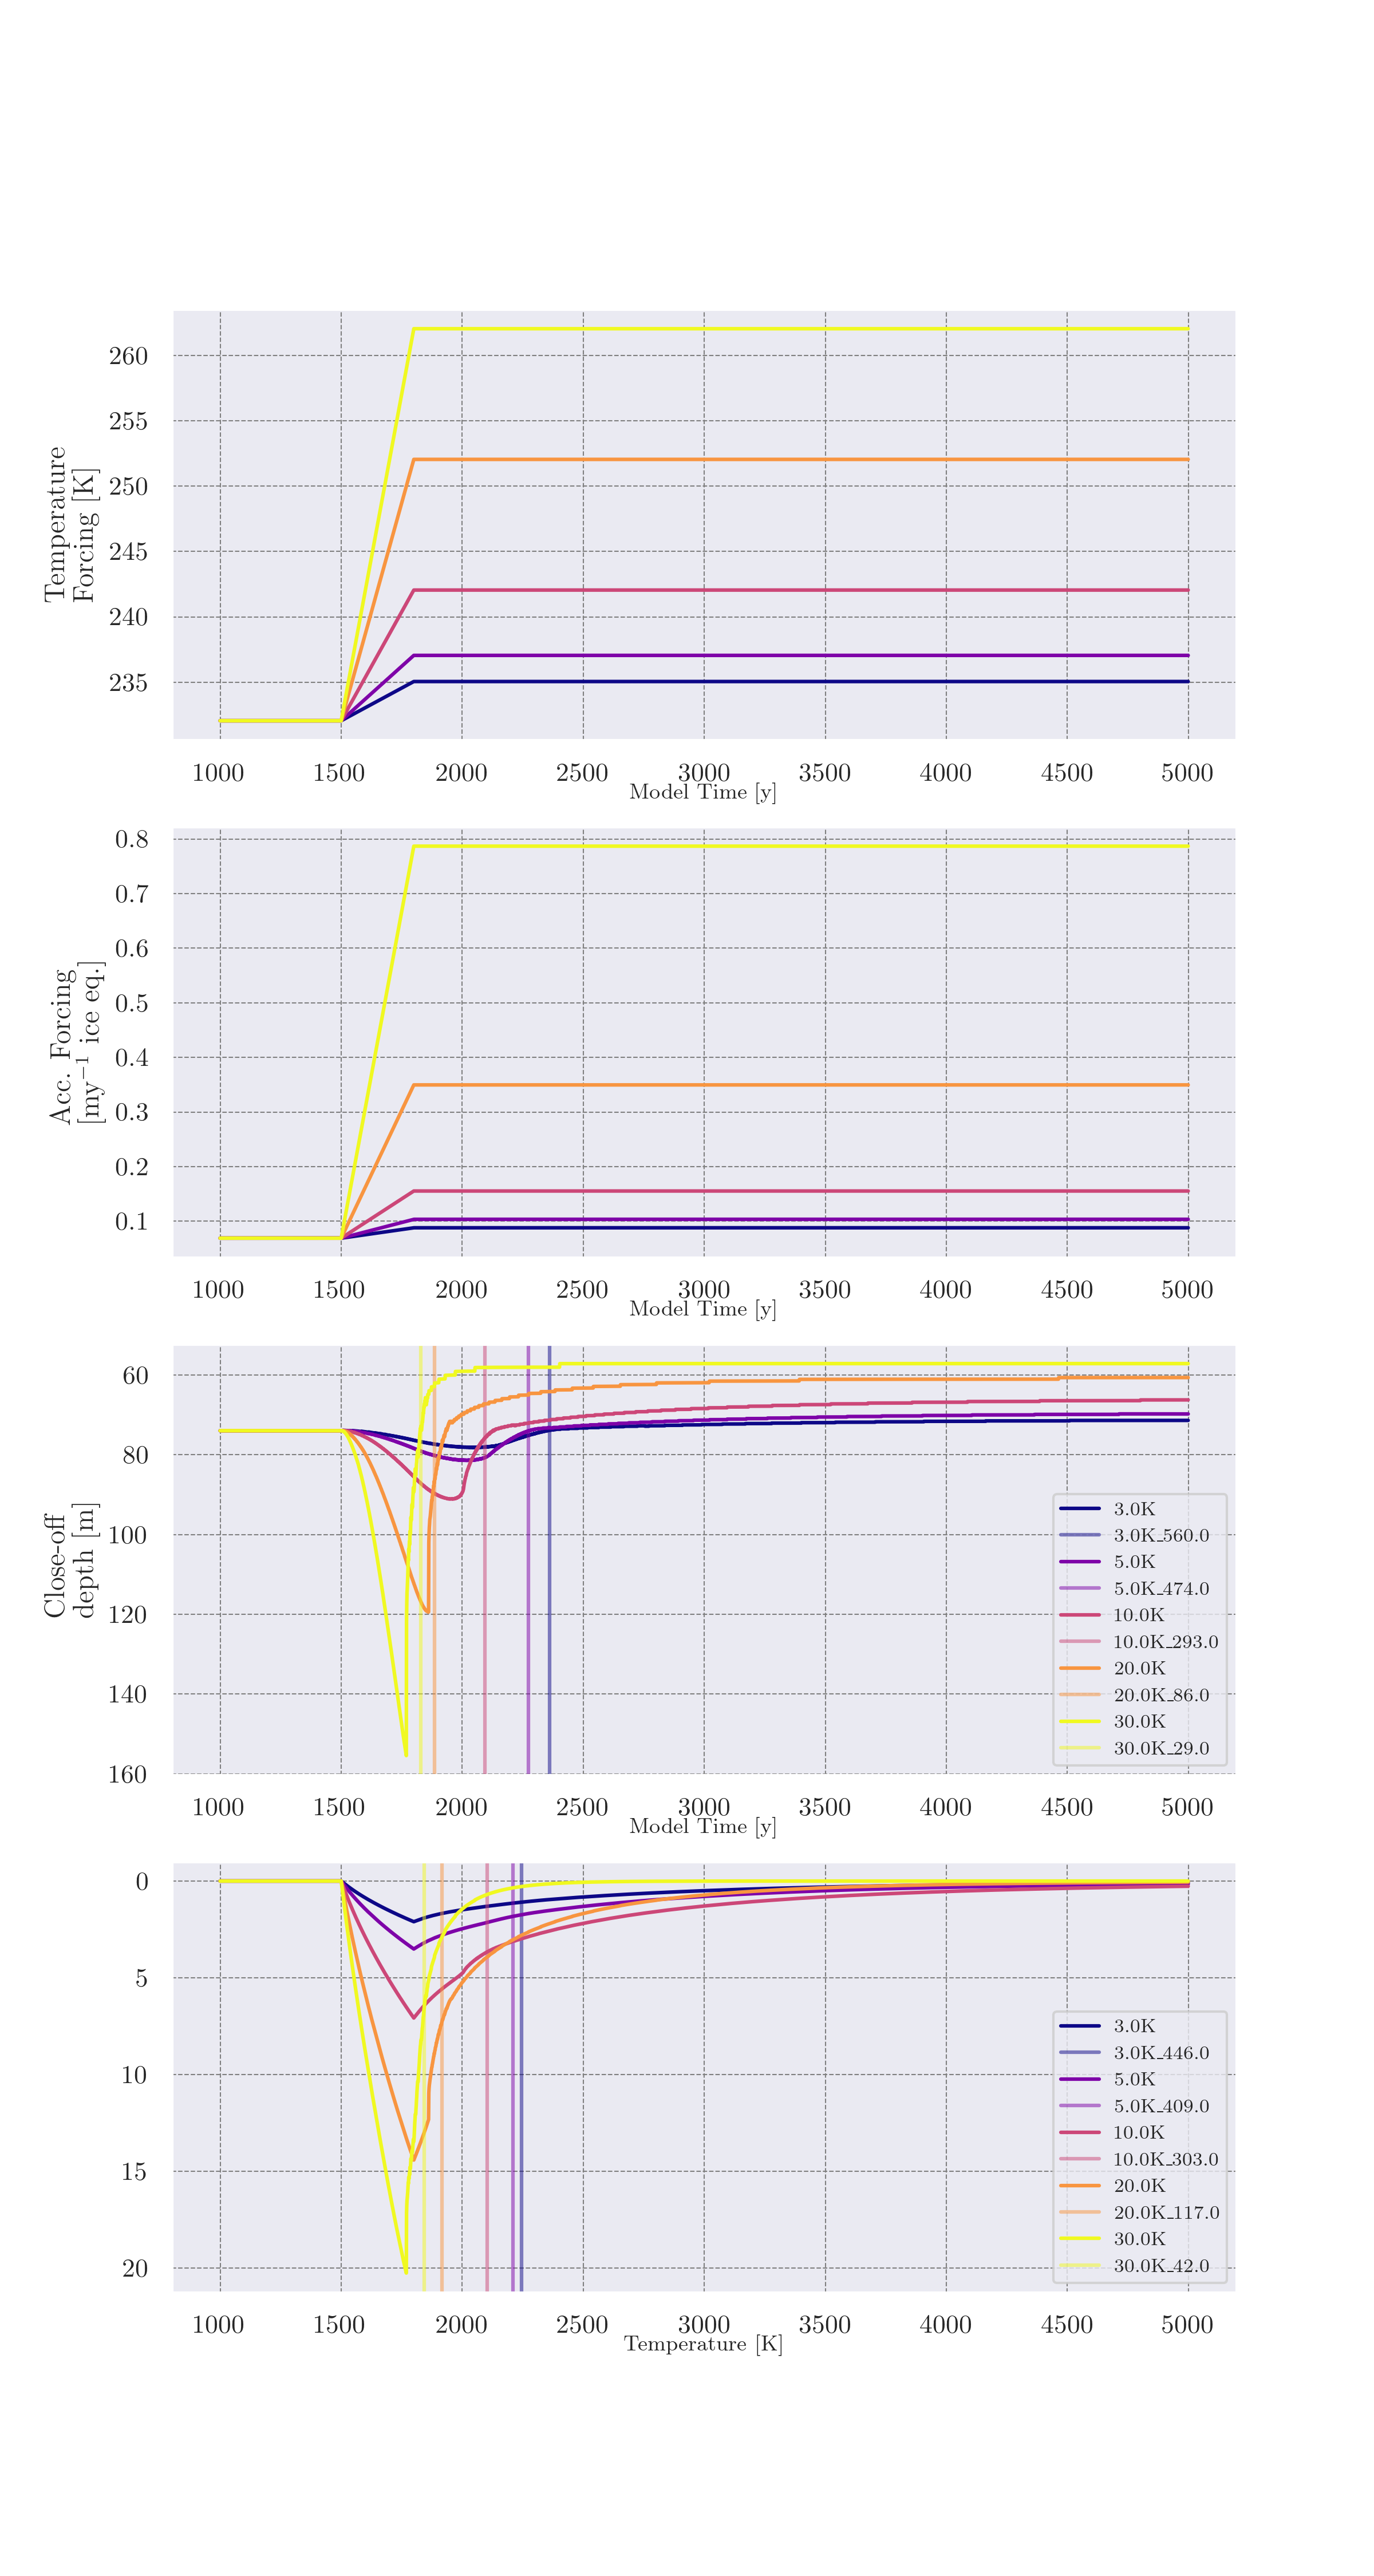 260
255
250
245
240
235
Temperature
Forcing [K]
1000 1500 2000 2500 3000 3500 4000 4500 5000
Model Time [y]
0.8
0.7
0.6
0.5
0.4
0.3
0.2
0.1
Acc. Forcing
[my⁻¹ ice eq.]
1000 1500 2000 2500 3000 3500 4000 4500 5000
Model Time [y]
60
80
100
120
140
160
Close-off
depth [m]
3.0K
3.0K_560.0
5.0K
5.0K_474.0
10.0K
10.0K_293.0
20.0K
20.0K_86.0
30.0K
30.0K_29.0
1000 1500 2000 2500 3000 3500 4000 4500 5000
Model Time [y]
0
5
10
15
20
3.0K
3.0K_446.0
5.0K
5.0K_409.0
10.0K
10.0K_303.0
20.0K
20.0K_117.0
30.0K
30.0K_42.0
1000 1500 2000 2500 3000 3500 4000 4500 5000
Temperature [K]